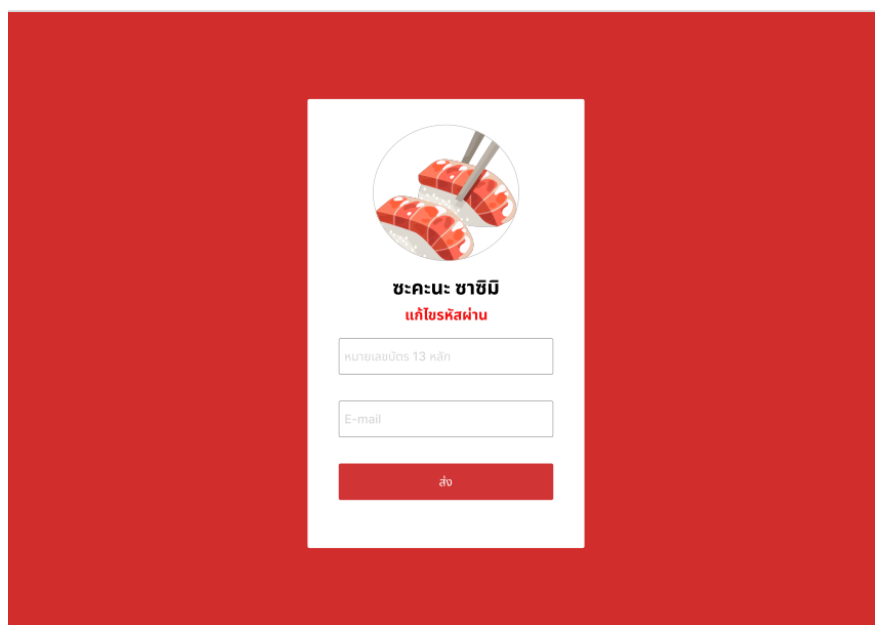 ซะคะนะ ซาซิมิ
แก้ไขรหัสผ่าน
หมายเลขบัตร 13 หลัก
E-mail
ส่ง